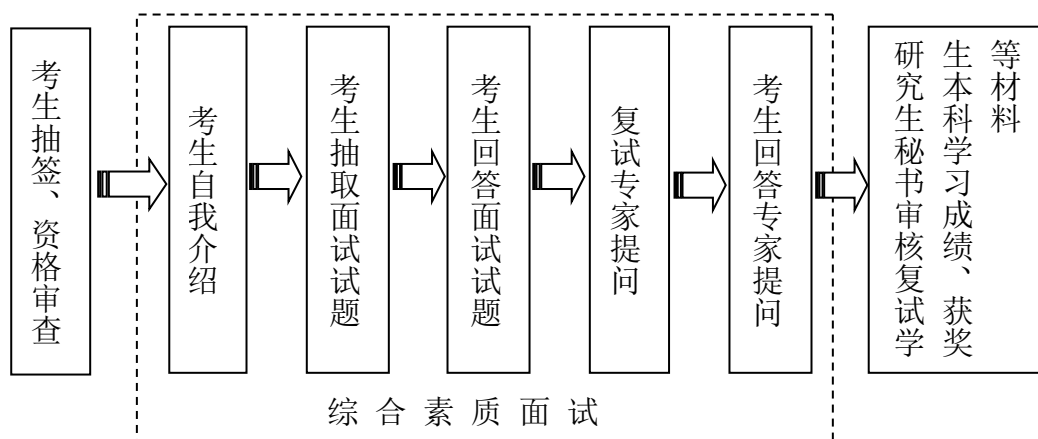 考生抽签、资格审查
考生自我介绍
考生抽取面试试题
考生回答面试试题
复试专家提问
考生回答专家提问
研究生秘书审核复试学
生本科学习成绩、获奖
等材料
综合素质面试